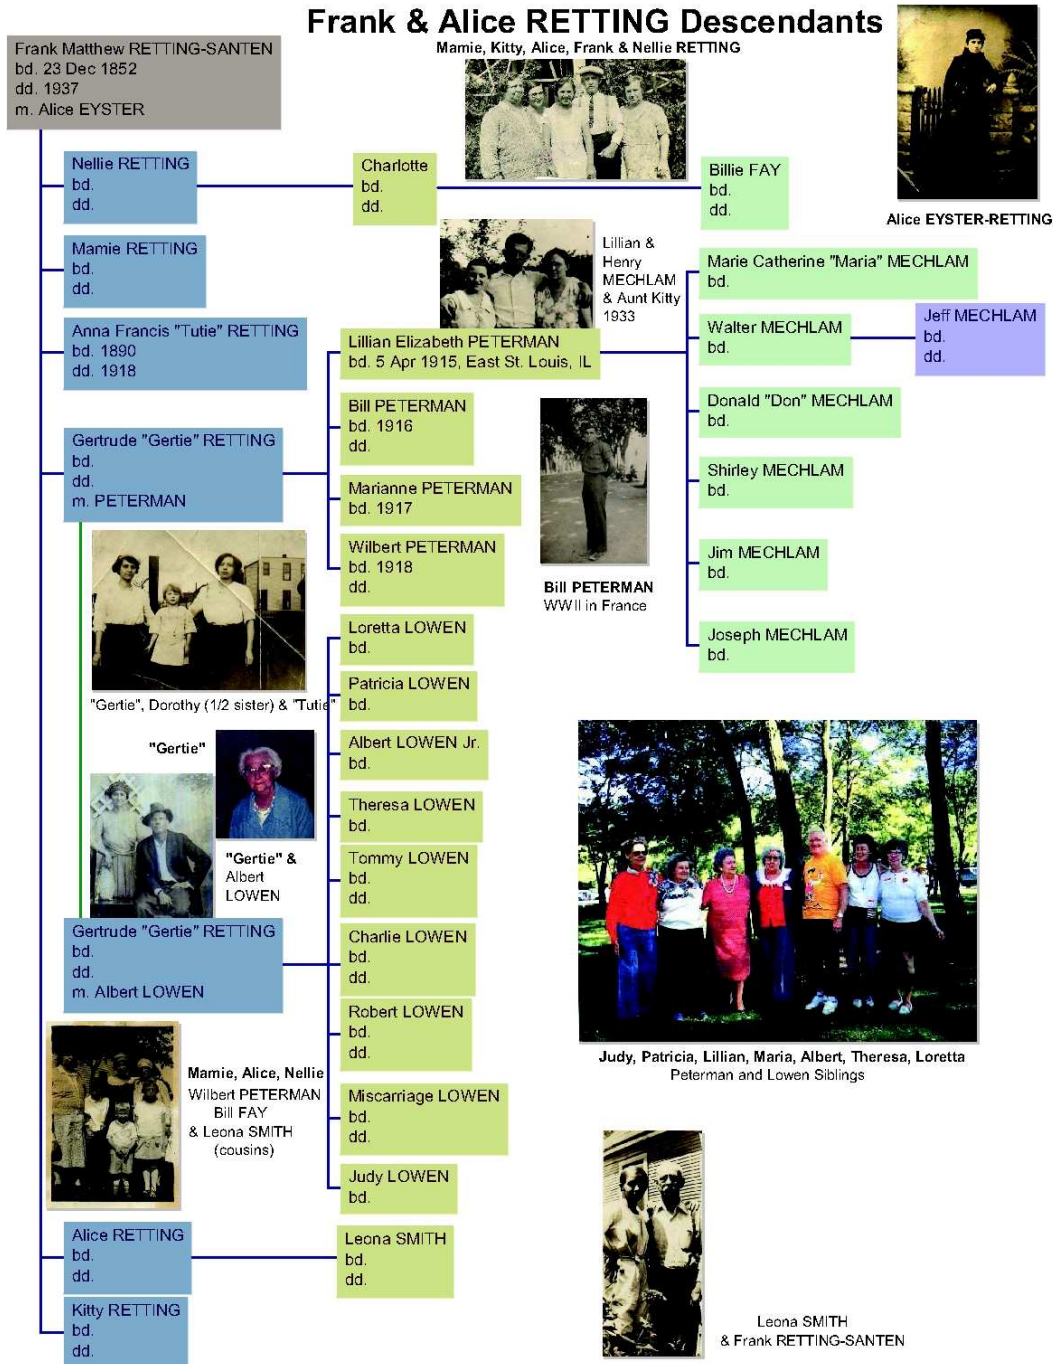 Frank & Alice RETTING Descendants
Mamie, Kitty, Alice, Frank & Nellie RETTING
Frank Matthew RETTING-SANTEN
bd. 23 Dec 1852
dd. 1937
m. Alice EYSTER
Nellie RETTING
bd.
dd.
Charlotte
bd.
dd.
Billie FAY
bd.
dd.
Alice EYSTER-RETTING
Mamie RETTING
bd.
dd.
Lillian &
Henry
MECHLAM
& Aunt Kitty
1933
Marie Catherine "Maria" MECHLAM
bd.
Anna Francis "Tutie" RETTING
bd. 1890
dd. 1918
Lillian Elizabeth PETERMAN
bd. 5 Apr 1915, East St. Louis, IL
Walter MECHLAM
bd.
Jeff MECHLAM
bd.
dd.
Bill PETERMAN
bd. 1916
dd.
Donald "Don" MECHLAM
bd.
Gertrude "Gertie" RETTING
bd.
dd.
m. PETERMAN
Marianne PETERMAN
bd. 1917
Shirley MECHLAM
bd.
Wilbert PETERMAN
bd. 1918
dd.
Jim MECHLAM
bd.
Bill PETERMAN
WWII in France
Joseph MECHLAM
bd.
Loretta LOWEN
bd.
Patricia LOWEN
bd.
"Gertie", Dorothy (1/2 sister) & "Tutie"
Albert LOWEN Jr.
bd.
"Gertie"
Theresa LOWEN
bd.
"Gertie" &
Albert
LOWEN
Tommy LOWEN
bd.
dd.
Gertrude "Gertie" RETTING
bd.
dd.
m. Albert LOWEN
Charlie LOWEN
bd.
dd.
Robert LOWEN
bd.
dd.
Judy, Patricia, Lillian, Maria, Albert, Theresa, Loretta
Peterman and Lowen Siblings
Mamie, Alice, Nellie
Wilbert PETERMAN
Bill FAY
& Leona SMITH
(cousins)
Miscarriage LOWEN
bd.
dd.
Judy LOWEN
bd.
Alice RETTING
bd.
dd.
Leona SMITH
bd.
dd.
Kitty RETTING
bd.
dd.
Leona SMITH
& Frank RETTING-SANTEN